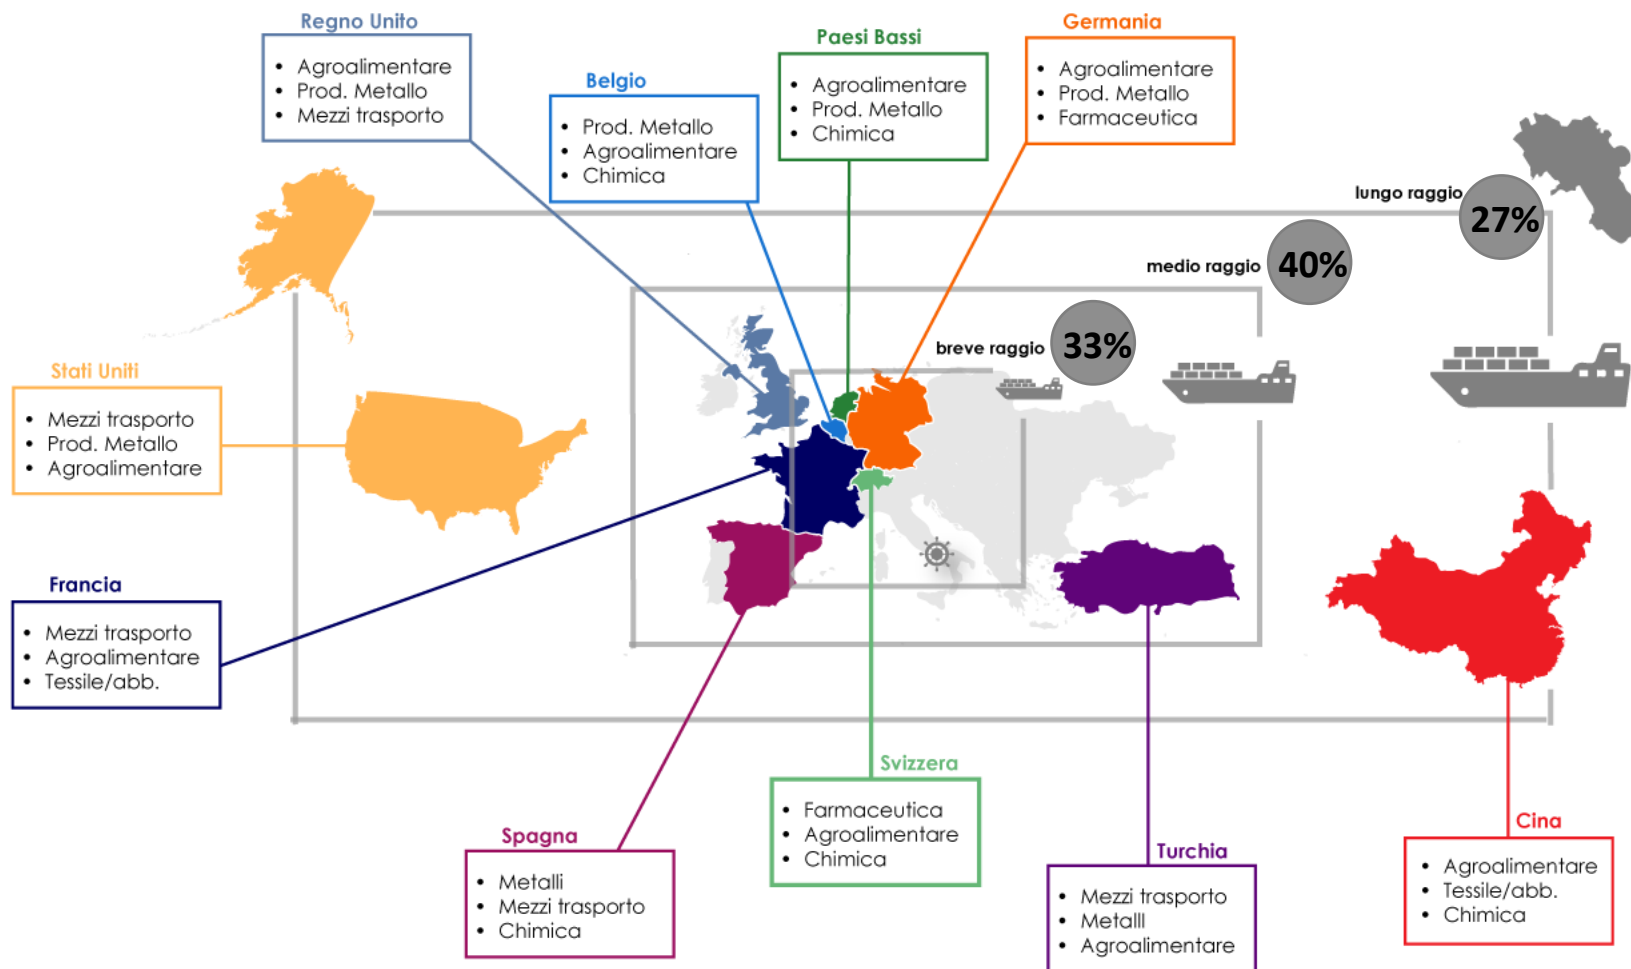 Regno Unito
• Agroalimentare
• Prod. Metallo
• Mezzi trasporto
Belgio
• Prod. Metallo
• Agroalimentare
• Chimica
Paesi Bassi
• Agroalimentare
• Prod. Metallo
• Chimica
Germania
• Agroalimentare
• Prod. Metallo
• Farmaceutica
lungo raggio
27%
medio raggio
40%
breve raggio
33%
Stati Uniti
• Mezzi trasporto
• Prod. Metallo
• Agroalimentare
Francia
• Mezzi trasporto
• Agroalimentare
• Tessile/abb.
Spagna
• Metalli
• Mezzi trasporto
• Chimica
Svizzera
• Farmaceutica
• Agroalimentare
• Chimica
Turchia
• Mezzi trasporto
• Metalll
• Agroalimentare
Cina
• Agroalimentare
• Tessile/abb.
• Chimica